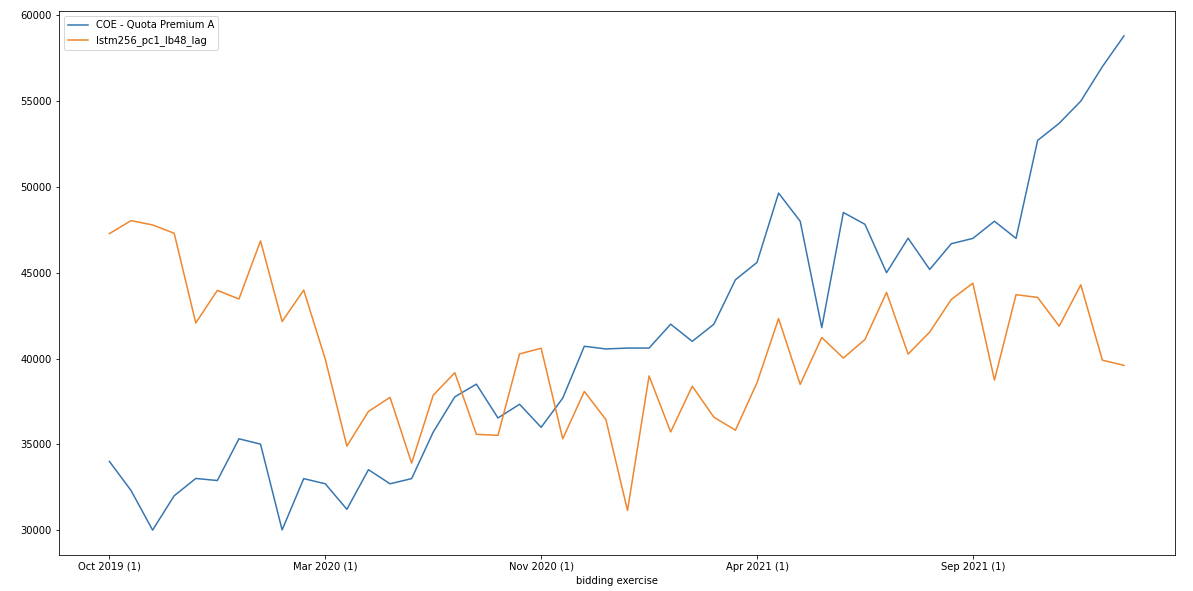 60000
COE - Quota Premium A
lstm256_pc1_lb48_lag
55000
50000
45000
40000
35000
30000
Oct 2019 (1) Mar 2020 (1) Nov 2020 (1) Apr 2021 (1) Sep 2021 (1)
bidding exercise